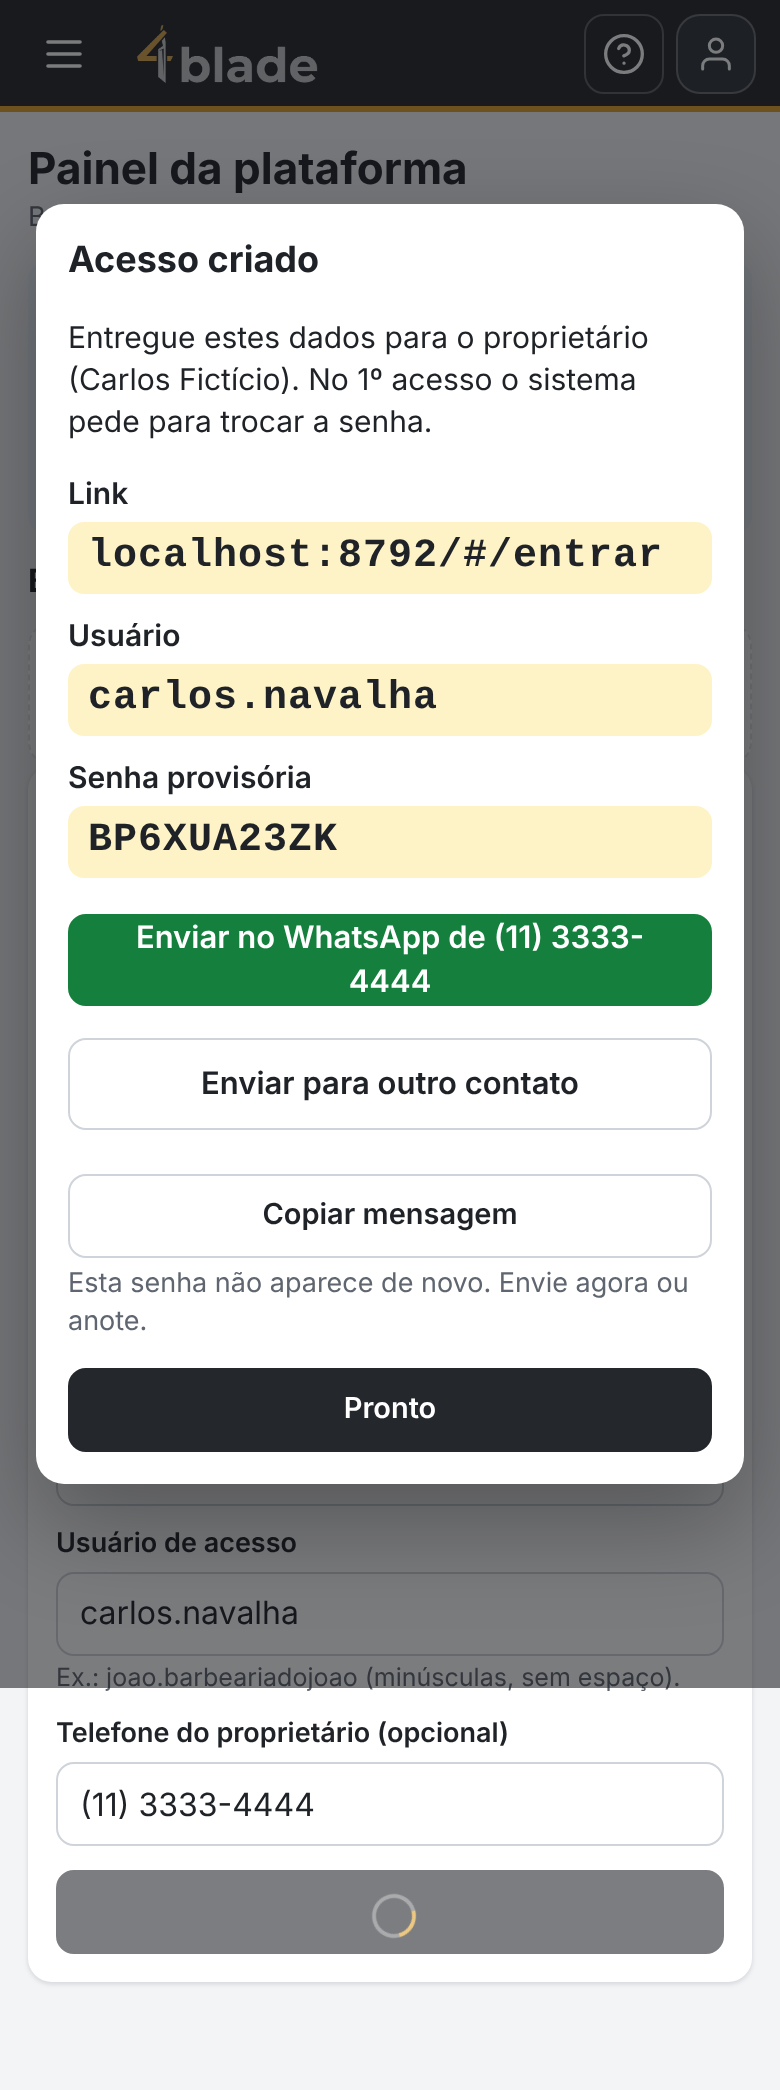 4blade
Painel da plataforma
Acesso criado
Entregue estes dados para o proprietário
(Carlos Fictício). No 1º acesso o sistema
pede para trocar a senha.
Link
localhost:8792/#/entrar
Usuário
carlos.navalha
Senha provisória
BP6XUA23ZK
Enviar no WhatsApp de (11) 3333-
4444
Enviar para outro contato
Copiar mensagem
Esta senha não aparece de novo. Envie agora ou
anote.
Pronto
Usuário de acesso
carlos.navalha
Ex.: joao.barbeariadojoao (minúsculas, sem espaço).
Telefone do proprietário (opcional)
(11) 3333-4444